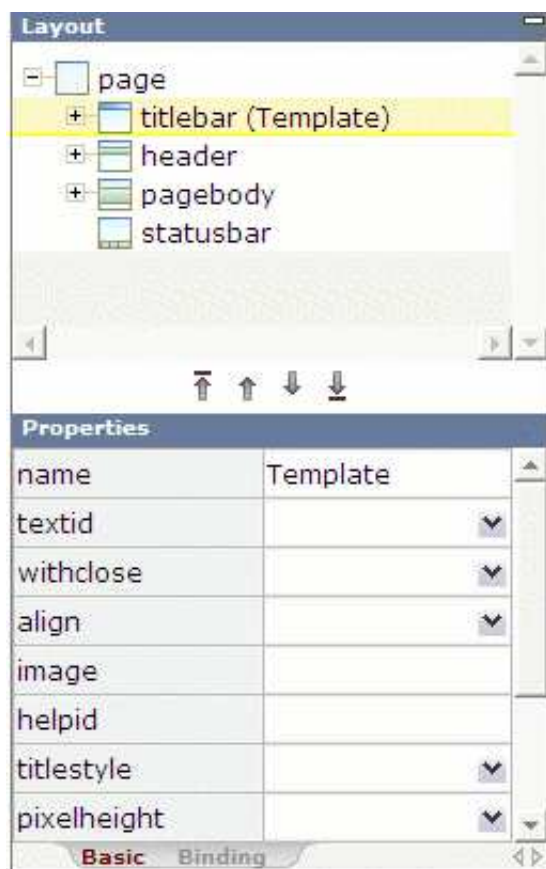 Layout
page
titlebar (Template)
header
pagebody
statusbar
Properties
name Template
textid
withclose
align
image
helpid
titlestyle
pixelheight
Basic Binding